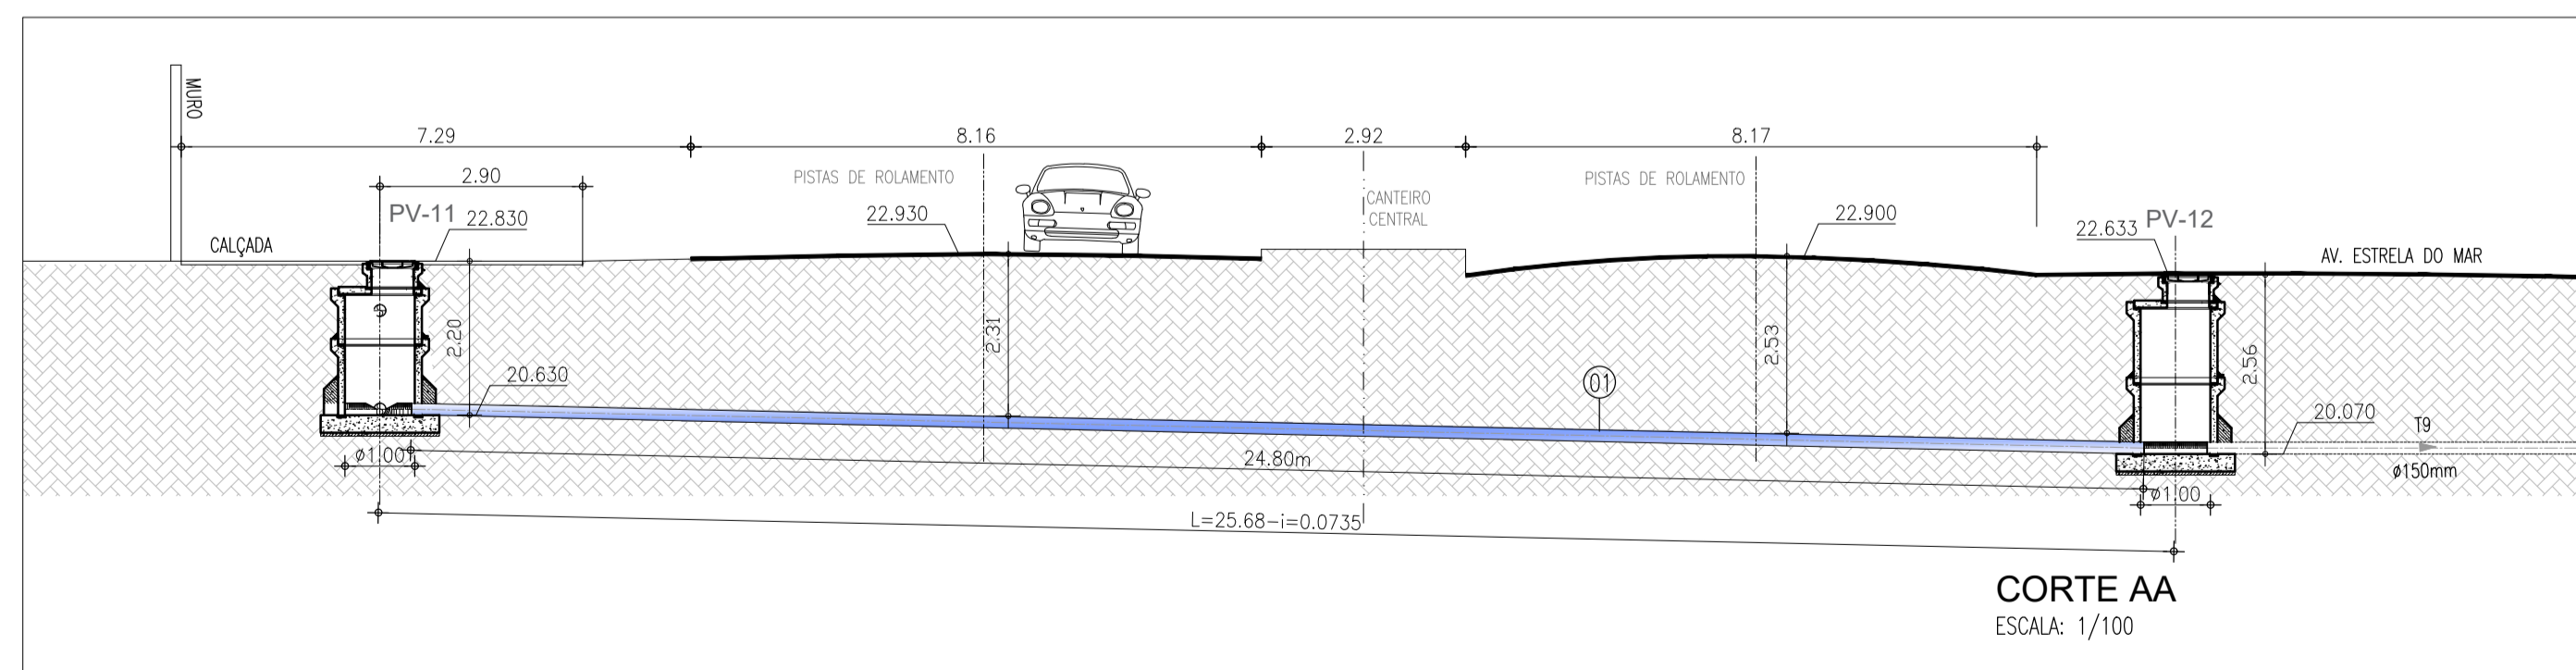 MURO
7.29
8.16
2.92
8.17
2.90
PISTAS DE ROLAMENTO
PISTAS DE ROLAMENTO
CANTEIRO
CENTRAL
PV-11
22.830
22.930
22.900
22.633
PV-12
CALÇADA
AV. ESTRELA DO MAR
2.20
2.31
2.53
2.56
20.630
01
20.070
T9
ø1.00
24.80m
ø150mm
ø1.00
L=25.68-i=0.0735
CORTE AA
ESCALA: 1/100